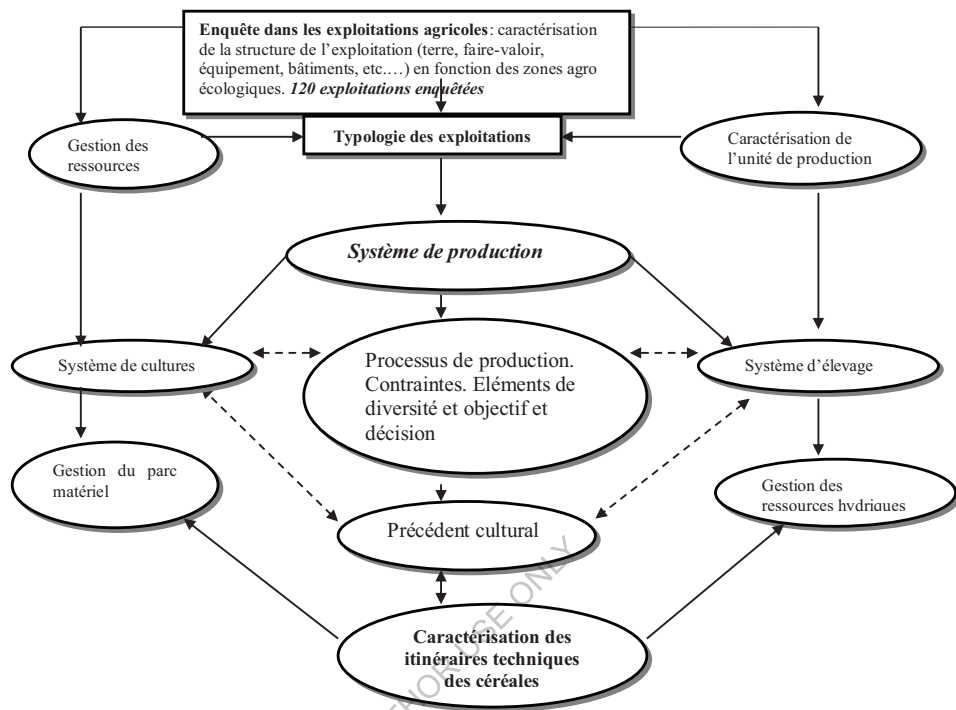 Enquête dans les exploitations agricoles: caractérisation
de la structure de l'exploitation (terre, faire-valoir,
équipement, bâtiments, etc.…) en fonction des zones agro
écologiques. 120 exploitations enquêtées
Gestion des
ressources
Typologie des exploitations
Caractérisation de
l'unité de production
Système de production
Système de cultures
Processus de production.
Contraintes. Eléments de
diversité et objectif et
décision
Système d'élevage
Gestion du parc
matériel
Gestion des
ressources hydriques
Précédent cultural
Caractérisation des
itinéraires techniques
des céréales
USE ONLY